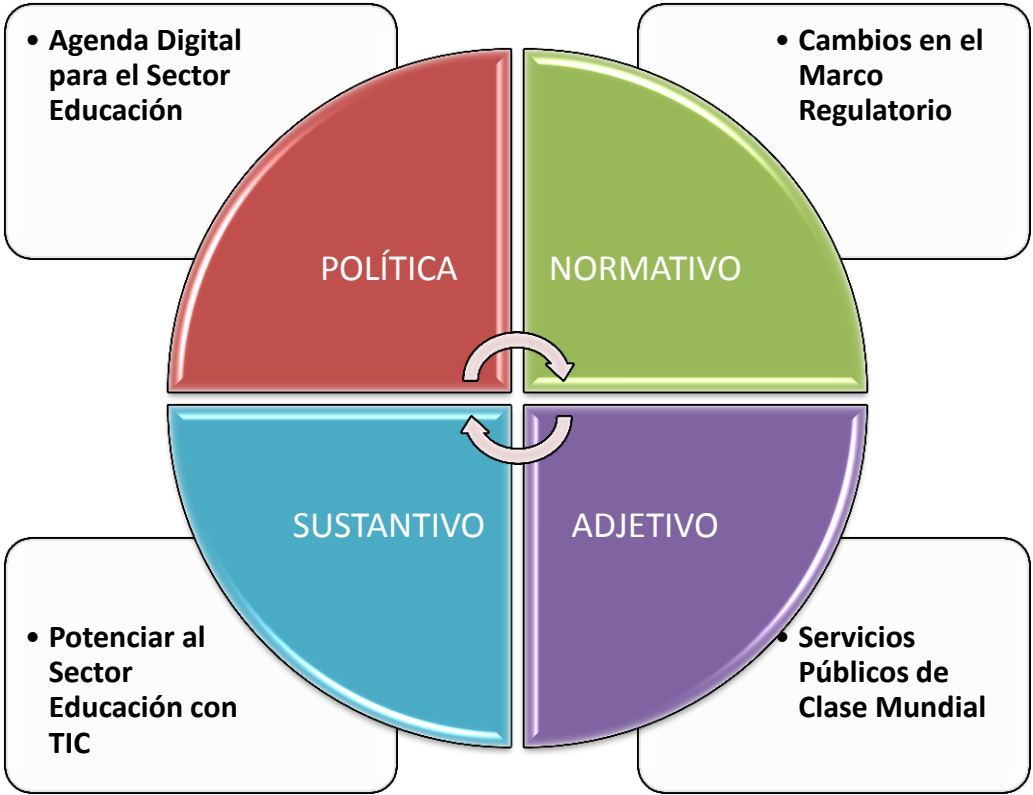 • Agenda Digital
para el Sector
Educación
• Cambios en el
Marco
Regulatorio
POLÍTICA
NORMATIVO
SUSTANTIVO
ADJETIVO
• Potenciar al
Sector
Educación con
TIC
• Servicios
Públicos de
Clase Mundial